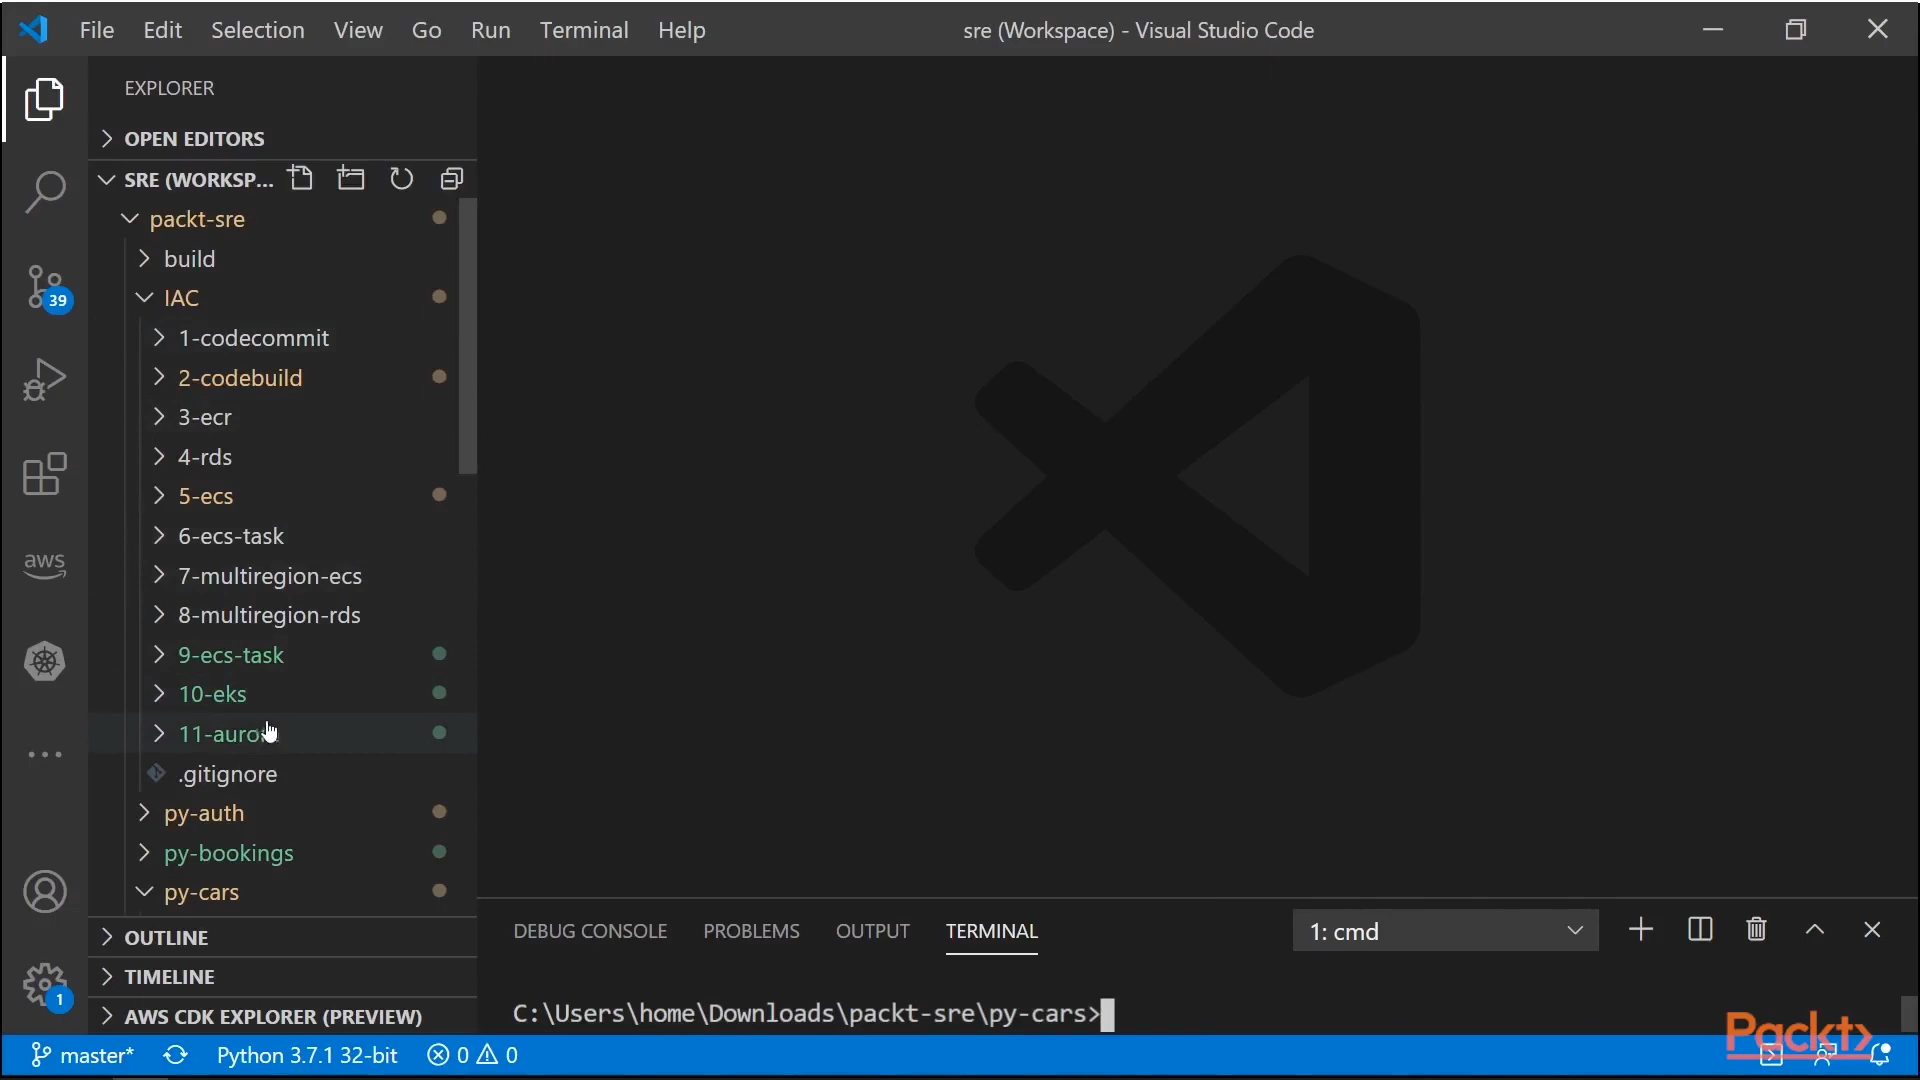 File Edit Selection View Go Run Terminal Help
sre (Workspace) - Visual Studio Code
EXPLORER
OPEN EDITORS
SRE (WORKSP...
packt-sre
build
IAC
1-codecommit
39
2-codebuild
3-ecr
4-rds
5-ecs
6-ecs-task
aws
7-multiregion-ecs
8-multiregion-rds
9-ecs-task
10-eks
.gitignore
py-auth
py-bookings
py-cars
OUTLINE
TIMELINE
1
AWS CDK EXPLORER (PREVIEW)
DEBUG CONSOLE PROBLEMS OUTPUT TERMINAL
1: cmd
C:\Users\home\Downloads\packt-sre\py-cars>
master* Python 3.7.1 32-bit 0 0
Packt>